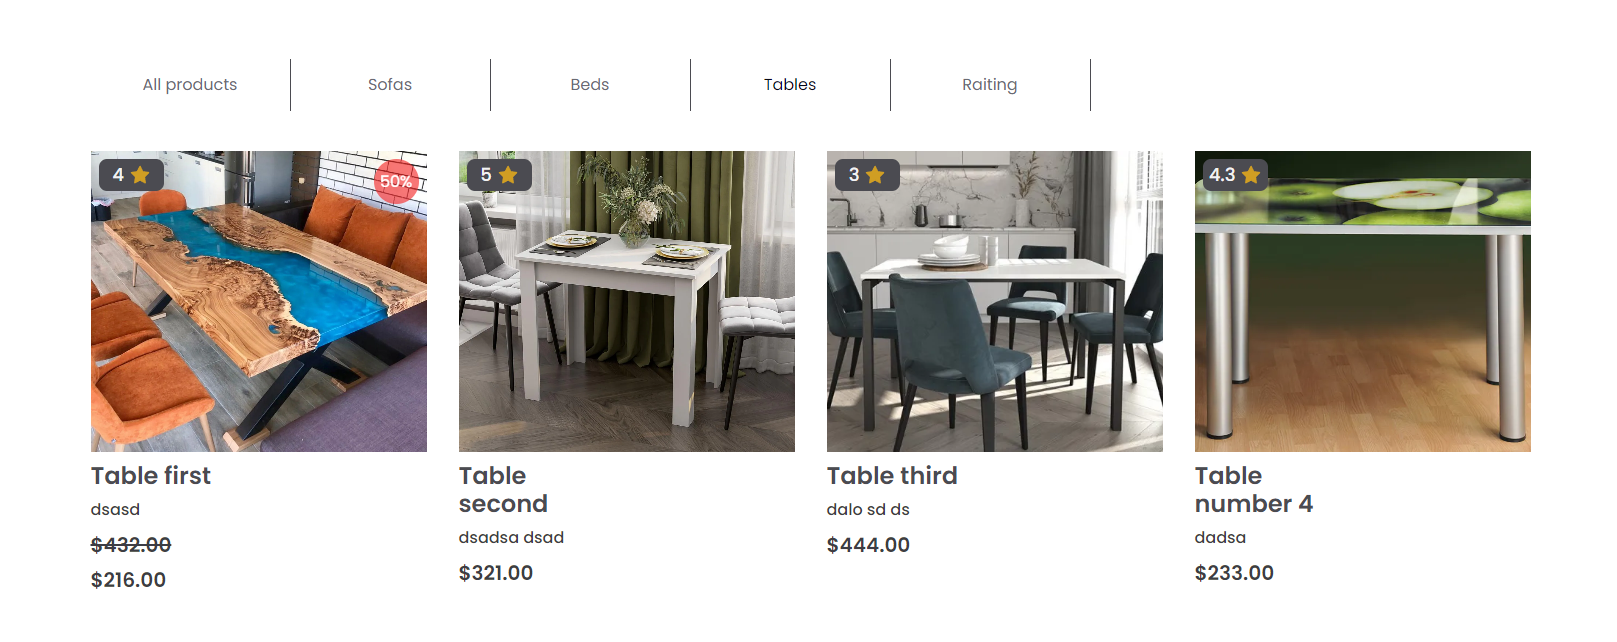 All products
Sofas
Beds
Tables
Raiting
4
50%
5
3
4.3
Table first
dsasd
$432.00
$216.00
Table
second
dsadsa dsad
$321.00
Table third
dalo sd ds
$444.00
Table
number 4
dadsa
$233.00